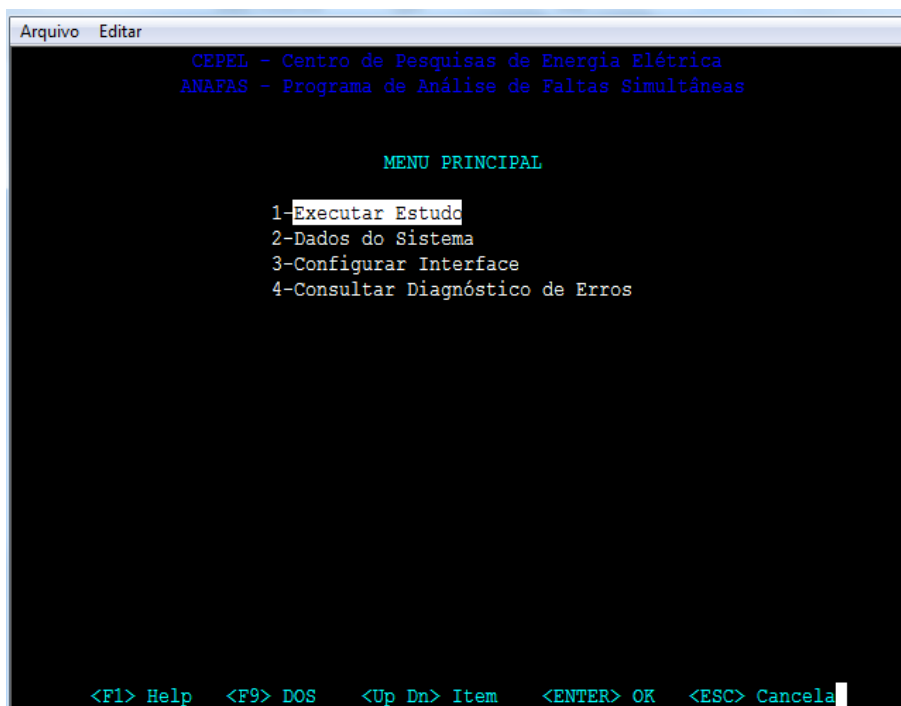 Arquivo Editar
CEPEL - Centro de Pesquisas de Energia Elétrica
ANAFAS - Programa de Análise de Faltas Simultâneas
MENU PRINCIPAL
1-Executar Estudo
2-Dados do Sistema
3-Configurar Interface
4-Consultar Diagnóstico de Erros
<F1> Help <F9> DOS <Up Dn> Item <ENTER> OK <ESC> Cancela